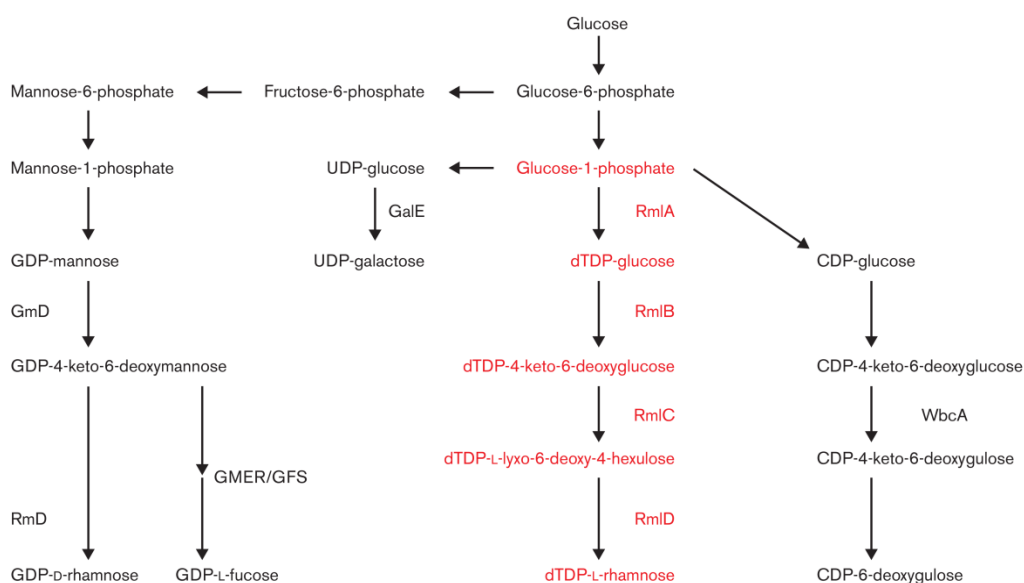 Glucose
Mannose-6-phosphate Fructose-6-phosphate Glucose-6-phosphate
Mannose-1-phosphate UDP-glucose Glucose-1-phosphate
GalE RmlA
GDP-mannose UDP-galactose dTDP-glucose CDP-glucose
GmD RmlB
GDP-4-keto-6-deoxymannose dTDP-4-keto-6-deoxyglucose CDP-4-keto-6-deoxyglucose
RmlC WbcA
dTDP-L-lyxo-6-deoxy-4-hexulose CDP-4-keto-6-deoxygulose
GMER/GFS
RmD RmlD
GDP-D-rhamnose GDP-L-fucose dTDP-L-rhamnose CDP-6-deoxygulose